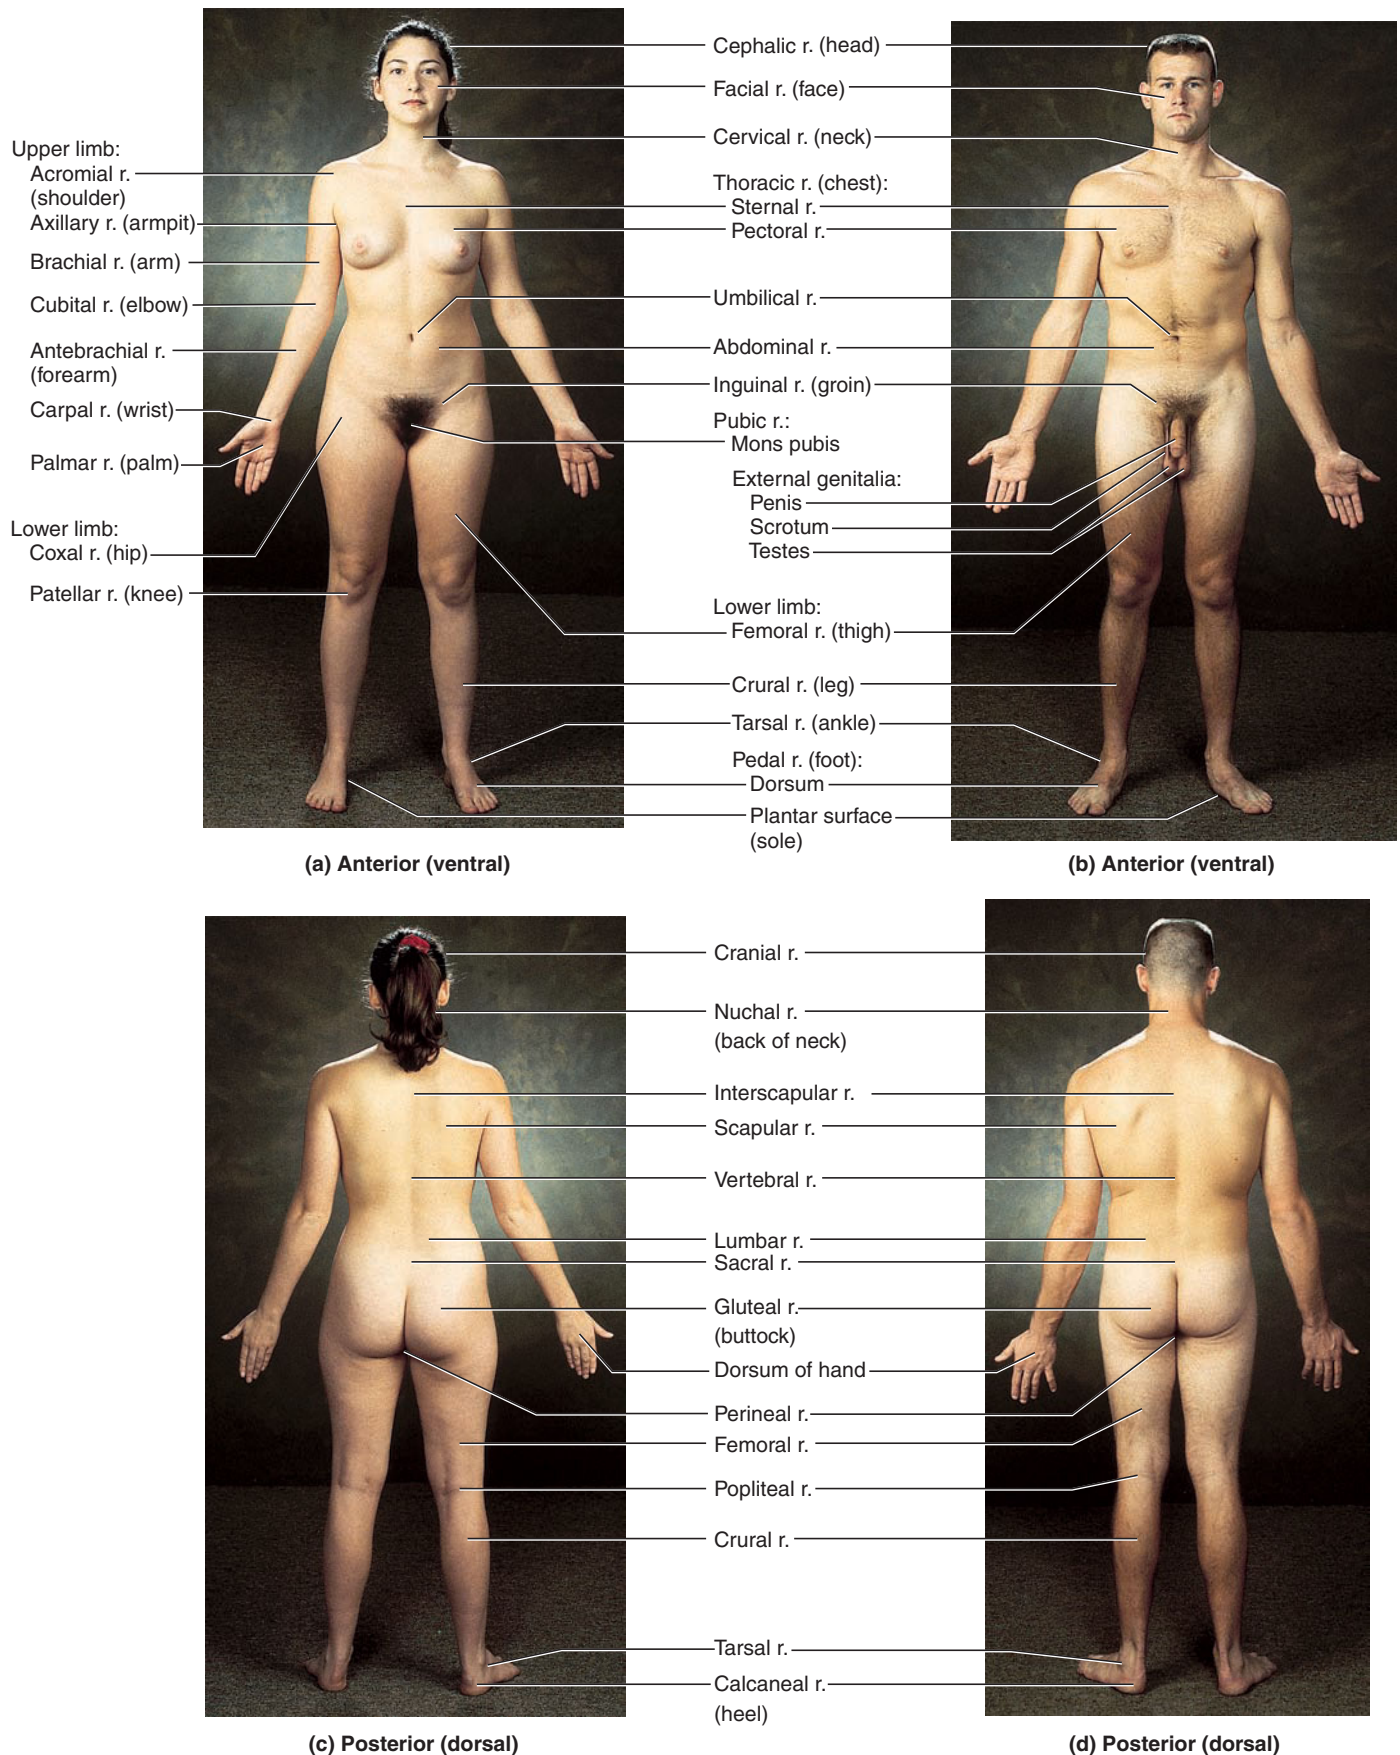 Cephalic r. (head)
Facial r. (face)
Cervical r. (neck)
Upper limb:
Acromial r.
(shoulder)
Axillary r. (armpit)
Brachial r. (arm)
Cubital r. (elbow)
Antebrachial r.
(forearm)
Carpal r. (wrist)
Palmar r. (palm)
Lower limb:
Coxal r. (hip)
Patellar r. (knee)
Thoracic r. (chest):
Sternal r.
Pectoral r.
Umbilical r.
Abdominal r.
Inguinal r. (groin)
Pubic r.:
Mons pubis
External genitalia:
Penis
Scrotum
Testes
Lower limb:
Femoral r. (thigh)
Crural r. (leg)
Tarsal r. (ankle)
Pedal r. (foot):
Dorsum
Plantar surface
(sole)
(a) Anterior (ventral)
(b) Anterior (ventral)
Cranial r.
Nuchal r.
(back of neck)
Interscapular r.
Scapular r.
Vertebral r.
Lumbar r.
Sacral r.
Gluteal r.
(buttock)
Dorsum of hand
Perineal r.
Femoral r.
Popliteal r.
Crural r.
Tarsal r.
Calcaneal r.
(heel)
(c) Posterior (dorsal)
(d) Posterior (dorsal)